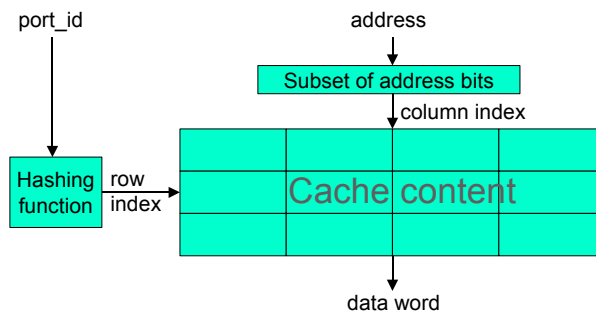 port_id
address
Subset of address bits
column index
Hashing
function
row
index
Cache content
data word